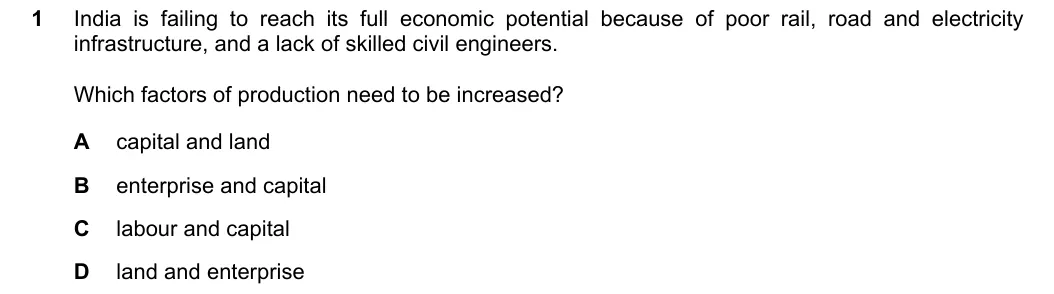 1 India is failing to reach its full economic potential because of poor rail, road and electricity
infrastructure, and a lack of skilled civil engineers.
Which factors of production need to be increased?
A capital and land
B enterprise and capital
C labour and capital
D land and enterprise